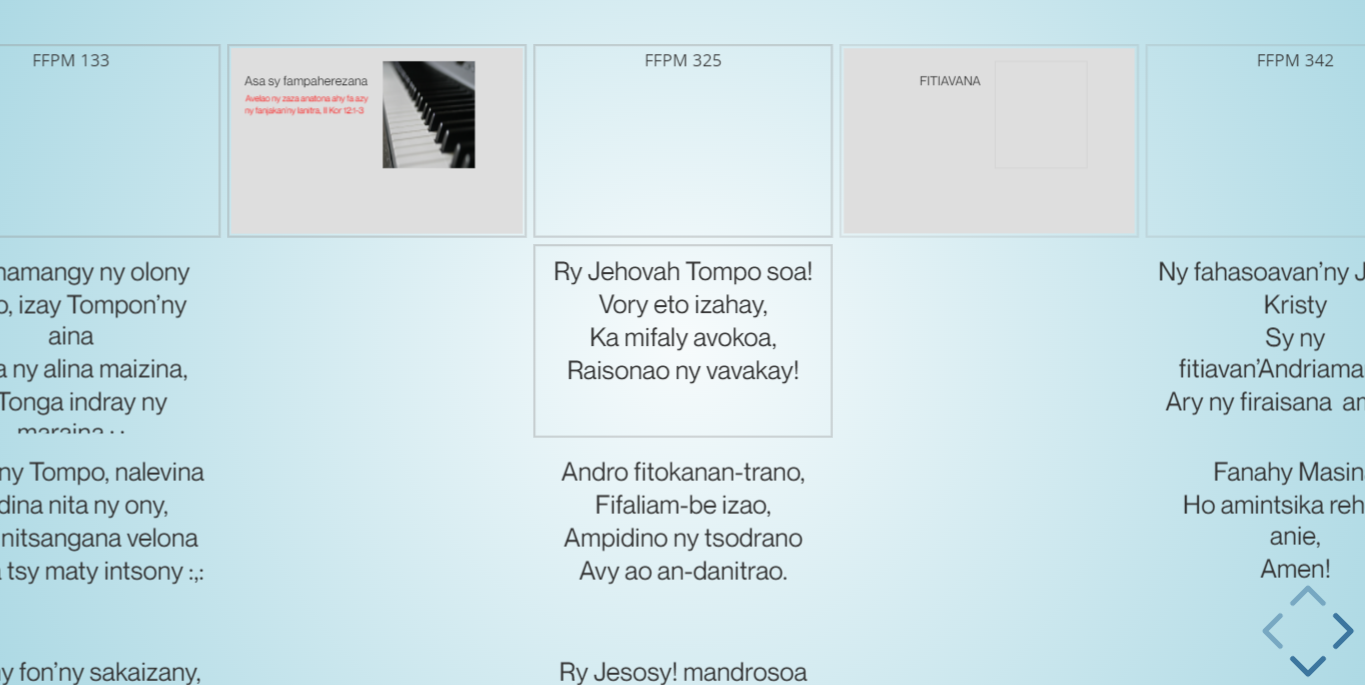 FFPM 133
Asa sy fampaherezana
Avelao ny zaza anatona ahy fa azy
ny fanjakan'ny lanitra, II Kor 12:1-3
FFPM 325
FITIAVANA
FFPM 342
namangy ny olony
o, izay Tompon’ny
aina
a ny alina maizina,
Tonga indray ny
maraina :,:
ny Tompo, nalevina
dina nita ny ony,
nitsangana velona
a tsy maty intsony :,:
y fon’ny sakaizany,
Ry Jehovah Tompo soa!
Vory eto izahay,
Ka mifaly avokoa,
Raisonao ny vavakay!
Andro fitokanan-trano,
Fifaliam-be izao,
Ampidino ny tsodrano
Avy ao an-danitrao.
Ry Jesosy! mandrosoa
Ny fahasoavan’ny J
Kristy
Sy ny
fitiavan’Andriama
Ary ny firaisana am
Fanahy Masin
Ho amintsika reh
anie,
Amen!